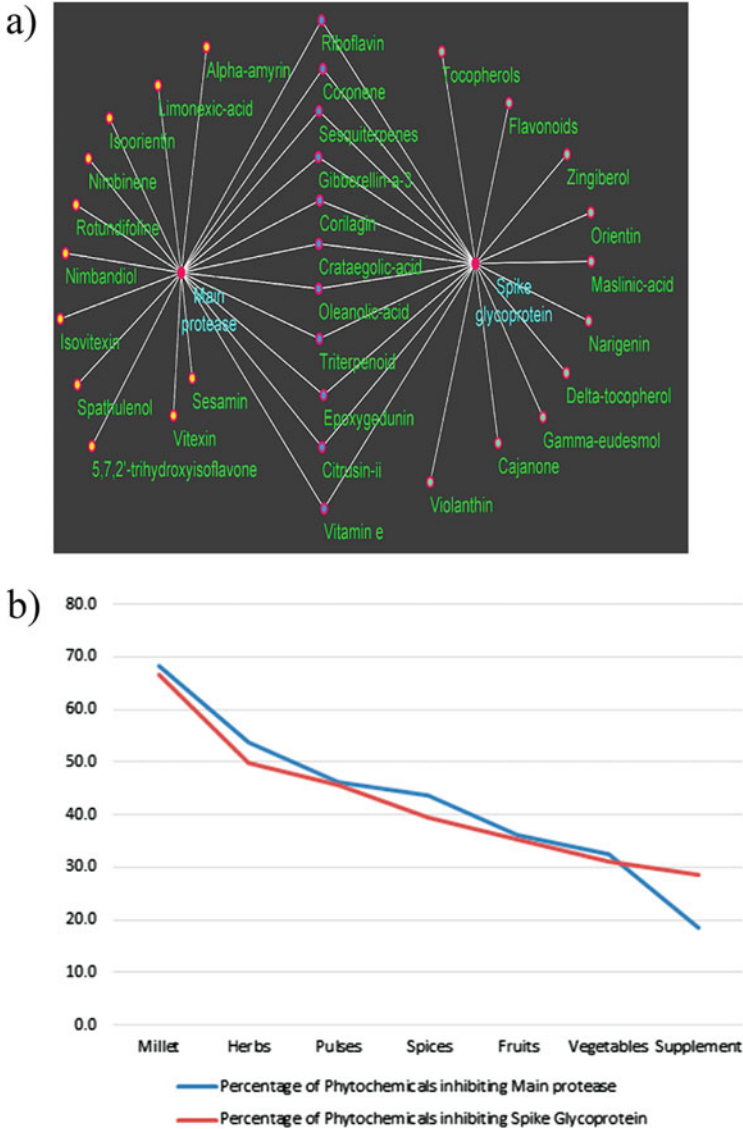 a)
Riboflavin
Alpha-amyrin
Tocopherols
Coronene
Limonexic-acid
Flavonoids
Sesquiterpenes
Isoorientin
Zingiberol
Gibberellin-a-3
Nimbinene
Corilagin
Orientin
Rotundifoline
Crataegolic-acid
Maslinic-acid
Nimbandiol
Main
protease
Spike
glycoprotein
Oleanolic-acid
Isovitexin
Narigenin
Triterpenoid
Spathulenol
Sesamin
Delta-tocopherol
Epoxygedunin
Gamma-eudesmol
Vitexin
Cajanone
5,7,2'-trihydroxyisoflavone
Citrusin-ii
Violanthin
Vitamin e
b)
80.0
70.0
60.0
50.0
40.0
30.0
20.0
10.0
0.0
Millet Herbs Pulses Spices Fruits Vegetables Supplement
Percentage of Phytochemicals inhibiting Main protease
Percentage of Phytochemicals inhibiting Spike Glycoprotein